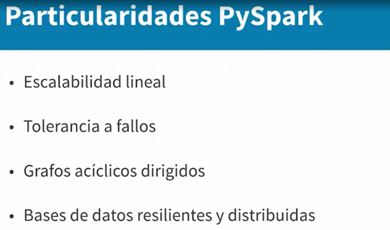 Particularidades PySpark
• Escalabilidad lineal
• Tolerancia a fallos
• Grafos acíclicos dirigidos
• Bases de datos resilientes y distribuidas